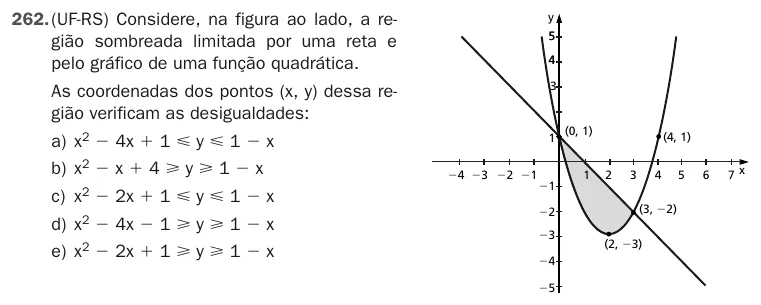 262. (UF-RS) Considere, na figura ao lado, a re-
gião sombreada limitada por uma reta e
pelo gráfico de uma função quadrática.
As coordenadas dos pontos (x, y) dessa re-
gião verificam as desigualdades:
a) x² − 4x + 1 ⩽ y ⩽ 1 − x
b) x² − x + 4 ⩾ y ⩾ 1 − x
c) x² − 2x + 1 ⩽ y ⩽ 1 − x
d) x² − 4x − 1 ⩾ y ⩾ 1 − x
e) x² − 2x + 1 ⩾ y ⩾ 1 − x
y
5
4
3
1
(0, 1)
(4, 1)
−4 −3 −2 −1
1 2 3 4 5 6 7 x
−1
−2
(3, −2)
−3
(2, −3)
−4
−5